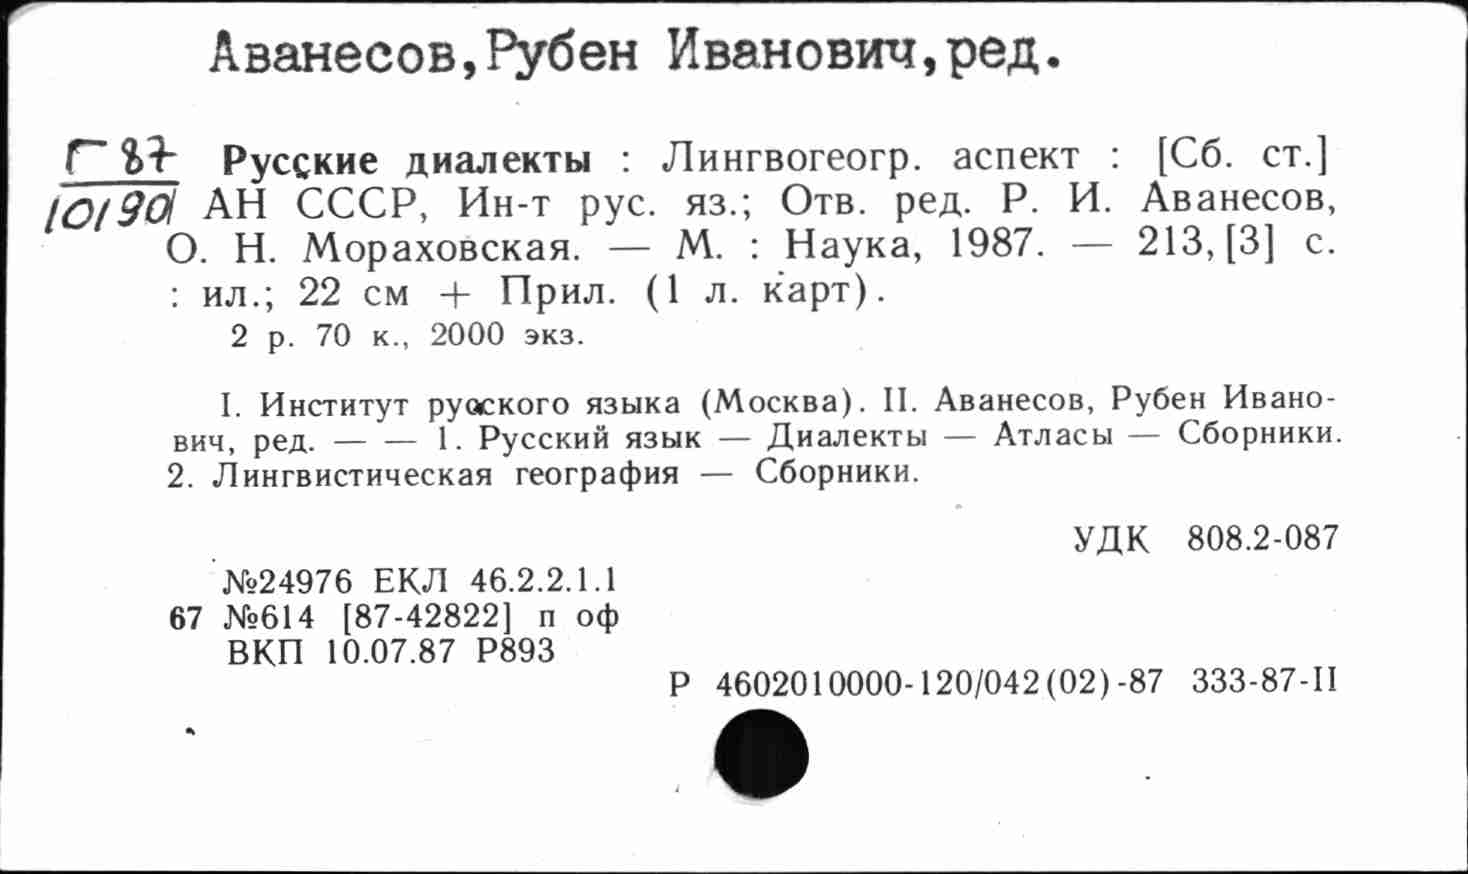 Аванесов,Рубен Иванович,ред.
Г 87
10190
Русские диалекты : Лингвогеогр. аспект : [Сб. ст.]
АН СССР, Ин-т рус. яз.; Отв. ред. Р. И. Аванесов,
О. Н. Мораховская. — М. : Наука, 1987. — 213, [3] с.
: ил.; 22 см + Прил. (1 л. карт).
2 р. 70 к., 2000 экз.
I. Институт русского языка (Москва). II. Аванесов, Рубен Ивано-
вич, ред. — — 1. Русский язык — Диалекты — Атласы — Сборники.
2. Лингвистическая география — Сборники.
УДК 808.2-087
№24976 ЕКЛ 46.2.2.1.1
67 №614 [87-42822] п оф
ВКП 10.07.87 Р893
Р 4602010000-120/042(02)-87 333-87-II